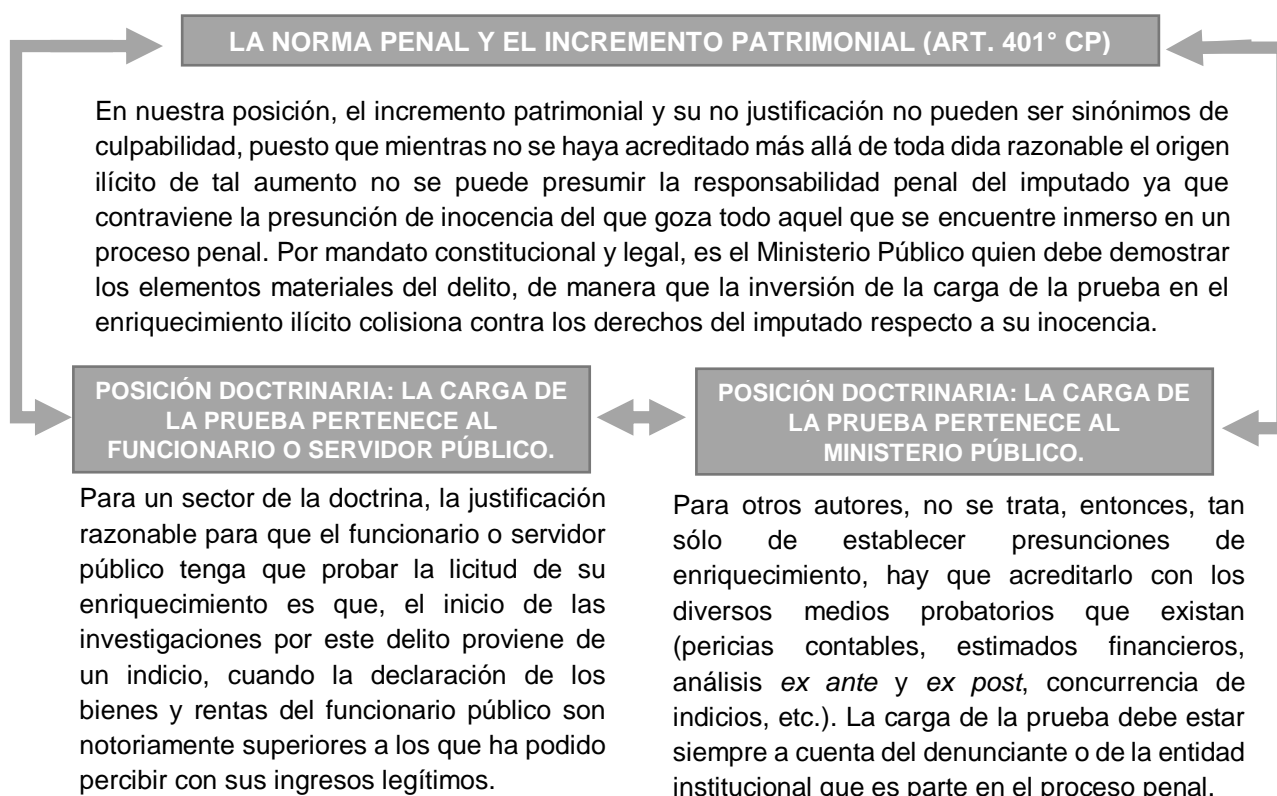 LA NORMA PENAL Y EL INCREMENTO PATRIMONIAL (ART. 401° CP)
En nuestra posición, el incremento patrimonial y su no justificación no pueden ser sinónimos de
culpabilidad, puesto que mientras no se haya acreditado más allá de toda dida razonable el origen
ilícito de tal aumento no se puede presumir la responsabilidad penal del imputado ya que
contraviene la presunción de inocencia del que goza todo aquel que se encuentre inmerso en un
proceso penal. Por mandato constitucional y legal, es el Ministerio Público quien debe demostrar
los elementos materiales del delito, de manera que la inversión de la carga de la prueba en el
enriquecimiento ilícito colisiona contra los derechos del imputado respecto a su inocencia.
POSICIÓN DOCTRINARIA: LA CARGA DE
LA PRUEBA PERTENECE AL
FUNCIONARIO O SERVIDOR PÚBLICO.
Para un sector de la doctrina, la justificación
razonable para que el funcionario o servidor
público tenga que probar la licitud de su
enriquecimiento es que, el inicio de las
investigaciones por este delito proviene de
un indicio, cuando la declaración de los
bienes y rentas del funcionario público son
notoriamente superiores a los que ha podido
percibir con sus ingresos legítimos.
POSICIÓN DOCTRINARIA: LA CARGA DE
LA PRUEBA PERTENECE AL
MINISTERIO PÚBLICO.
Para otros autores, no se trata, entonces, tan
sólo de establecer presunciones de
enriquecimiento, hay que acreditarlo con los
diversos medios probatorios que existan
(pericias contables, estimados financieros,
análisis ex ante y ex post, concurrencia de
indicios, etc.). La carga de la prueba debe estar
siempre a cuenta del denunciante o de la entidad
institucional que es parte en el proceso penal.